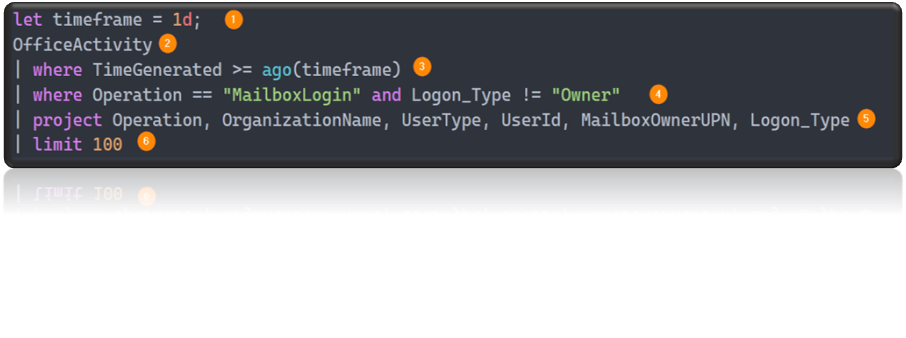 let timeframe = 1d; 1
OfficeActivity 2
| where TimeGenerated >= ago(timeframe) 3
| where Operation == "MailboxLogin" and Logon_Type != "Owner" 4
| project Operation, OrganizationName, UserType, UserId, MailboxOwnerUPN, Logon_Type 5
| limit 100 6